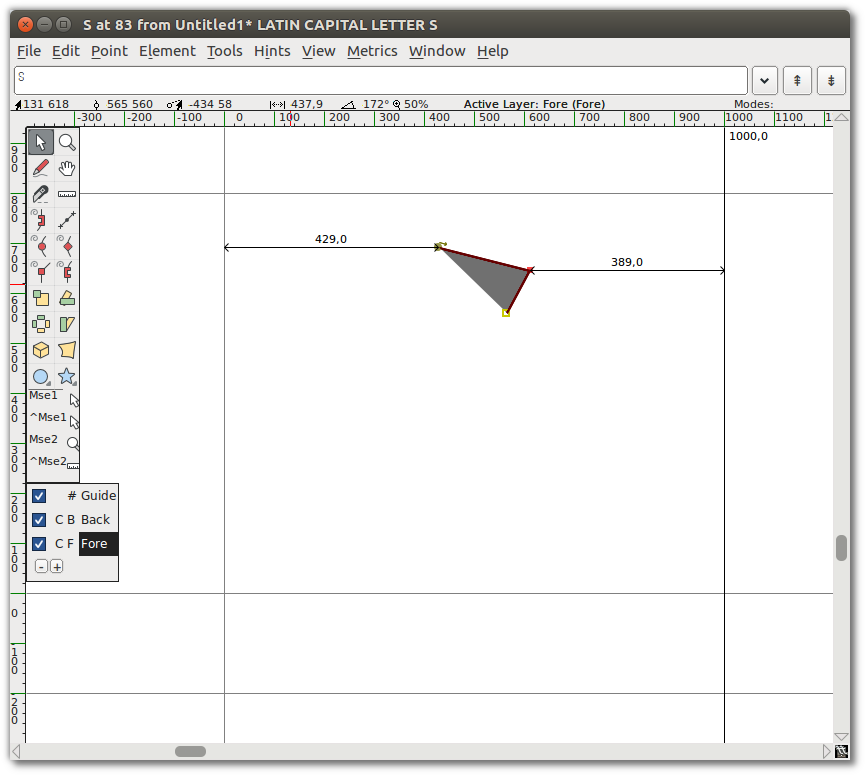 S at 83 from Untitled1* LATIN CAPITAL LETTER S
File Edit Point Element Tools Hints View Metrics Window Help
S
131 618 565 560 -434 58 437,9 172° 50% Active Layer: Fore (Fore) Modes:
-300 -200 -100 0 100 200 300 400 500 600 700 800 900 1000 1100 1
1000,0
900
800
429,0
700
389,0
600
500
400
Mse1
^Mse1
Mse2
300
^Mse2
200
# Guide
C B Back
100
C F Fore
- +
0
100
200